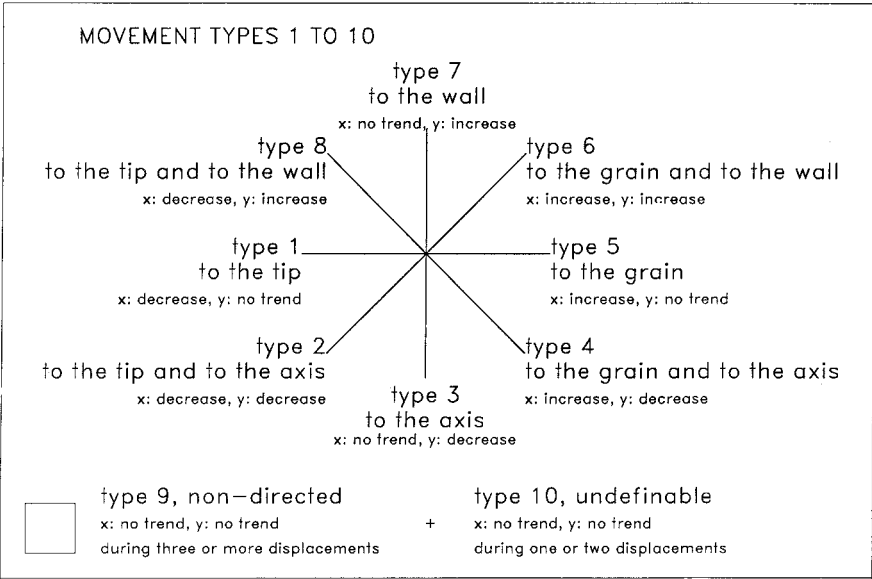 MOVEMENT TYPES 1 TO 10
type 7
to the wall
x: no trend, y: increase
type 8
to the tip and to the wall
x: decrease, y: increase
type 6
to the grain and to the wall
x: increase, y: increase
type 1
to the tip
x: decrease, y: no trend
type 5
to the grain
x: increase, y: no trend
type 2
to the tip and to the axis
x: decrease, y: decrease
type 4
to the grain and to the axis
x: increase, y: decrease
type 3
to the axis
x: no trend, y: decrease
type 9, non-directed
x: no trend, y: no trend
during three or more displacements
+
type 10, undefinable
x: no trend, y: no trend
during one or two displacements